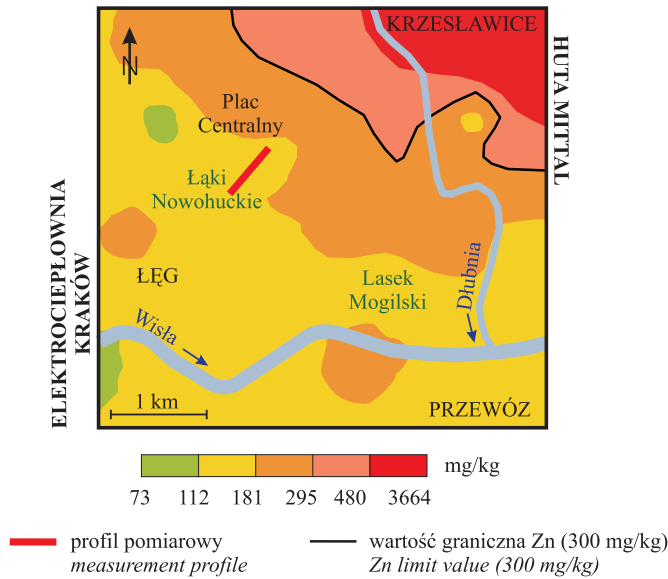 KRZESŁAWICE
HUTA MITTAL
N
Plac
Centralny
Łąki
Nowohuckie
ELEKTROCIEPŁOWNIA
KRAKÓW
ŁĘG
Lasek
Mogilski
Dłubnia
Wisła
1 km
PRZEWÓZ
mg/kg
73 112 181 295 480 3664
profil pomiarowy
measurement profile
wartość graniczna Zn (300 mg/kg)
Zn limit value (300 mg/kg)